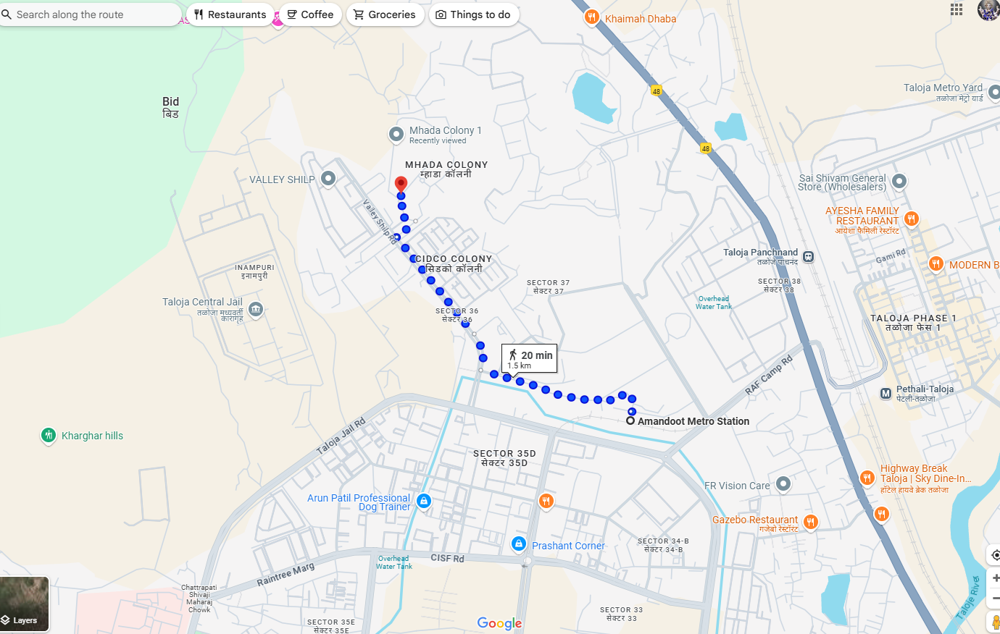 Search along the route
Restaurants
Coffee
Groceries
Things to do
Khaimah Dhaba
48
Taloja Metro Yard
तळोजा मेट्रो यार्ड
Bid
बिड
Mhada Colony 1
Recently viewed
48
MHADA COLONY
म्हाडा कॉलनी
VALLEY SHILP
Sai Shivam General
Store (Wholesalers)
Valey Shilp Rd
AYESHA FAMILY
RESTAURANT
आयेशा फैमिली रेस्टॉरंट
Taloja Panchnand
तळोजे पाचनंद
Gami Rd
CIDCO COLONY
सिडको कॉलनी
INAMPURI
इनामपुरी
MODERN B
SECTOR 37
सेक्टर 37
SECTOR 38
सेक्टर 38
Taloja Central Jail
तळोजा मध्यवर्ती
कारागृह
Overhead
Water Tank
SECTOR 36
सेक्टर 36
TALOJA PHASE 1
तळोजा फेस 1
20 min
1.5 km
RAF Camp Rd
Pethali-Taloja
पेटली-तळोजा
Amandoot Metro Station
Kharghar hills
Taloja Jail Rd
SECTOR 35D
सेक्टर 35D
Highway Break
Taloja | Sky Dine-In...
हॉटेल हायवे ब्रेक तळोजा
FR Vision Care
Arun Patil Professional
Dog Trainer
Gazebo Restaurant
गजेबो रेस्टॉरंट
Prashant Corner
SECTOR 34-B
सेक्टर 34-B
Overhead
Water Tank
CISF Rd
Raintree Marg
Chattrapati
Shivaji
Maharaj
Chowk
Taloje River
Layers
SECTOR 35E
सेक्टर 35E
Google
SECTOR 33
सेक्टर 33